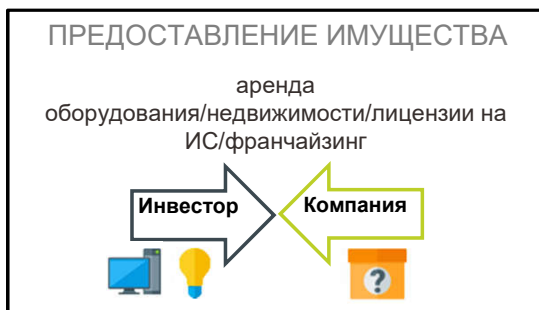 ПРЕДОСТАВЛЕНИЕ ИМУЩЕСТВА
аренда
оборудования/недвижимости/лицензии на
ИС/франчайзинг
Инвестор
Компания
?